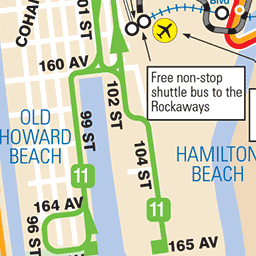 Blvd
COHA
101 ST
160 AV
Free non-stop
shuttle bus to the
Rockaways
102 ST
99 ST
OLD
HOWARD
BEACH
104 ST
HAMILTON
BEACH
11
11
164 AV
96 ST
165 AV